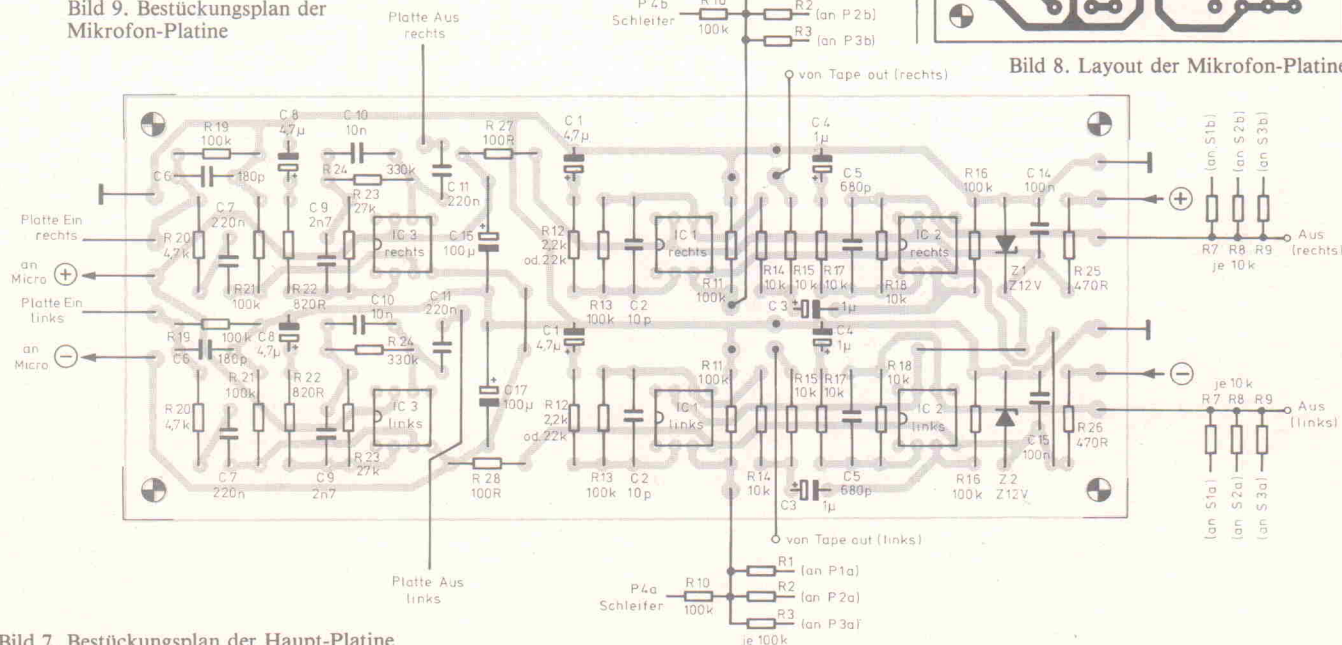 Bild 9. Bestückungsplan der
Mikrofon-Platine
Platte Aus
rechts
P4b
Schleifer
R10
100k
R2
(an P2b)
R3
(an P3b)
Bild 8. Layout der Mikrofon-Platine
von Tape out (rechts)
R19
100k
C8
4,7µ
C10
10n
R27
100R
C1
4,7µ
C4
1µ
(an S1b)
(an S2b)
(an S3b)
C6
180p
R24
330k
R23
27k
C11
220n
C5
680p
R16
100k
C14
100n
+
Platte Ein
rechts
C7
220n
C9
2n7
R20
4,7k
IC3
rechts
C16
100µ
R12
2,2k
od.22k
IC1
rechts
IC2
rechts
Z1
Z12V
R7 R8 R9
je 10k
Aus
(rechts)
an
Micro +
R21
100k
R22
820R
R13
100k
C2
10p
R11
100k
R14
10k
R15
10k
R17
10k
R18
10k
R25
470R
Platte Ein
links
C10
10n
C11
220n
C3
1µ
R19
100k
C8
4,7µ
C1
4,7µ
C4
1µ
an
Micro −
C6
180p
R24
330k
R11
100k
R18
10k
−
R21
100k
R22
820R
C17
100µ
R15
10k
R17
10k
je 10k
R7 R8 R9
Aus
(links)
R20
4,7k
IC3
links
R12
2,2k
od.22k
IC1
links
IC2
links
C15
100n
R26
470R
C7
220n
C9
2n7
R23
27k
R28
100R
R13
100k
C2
10p
R14
10k
C3
1µ
C5
680p
R16
100k
Z2
Z12V
(an S1a)
(an S2a)
(an S3a)
von Tape out (links)
Platte Aus
links
P4a
Schleifer
R10
100k
R1
(an P1a)
R2
(an P2a)
R3
(an P3a)
je 100k
Bild 7. Bestückungsplan der Haupt-Platine